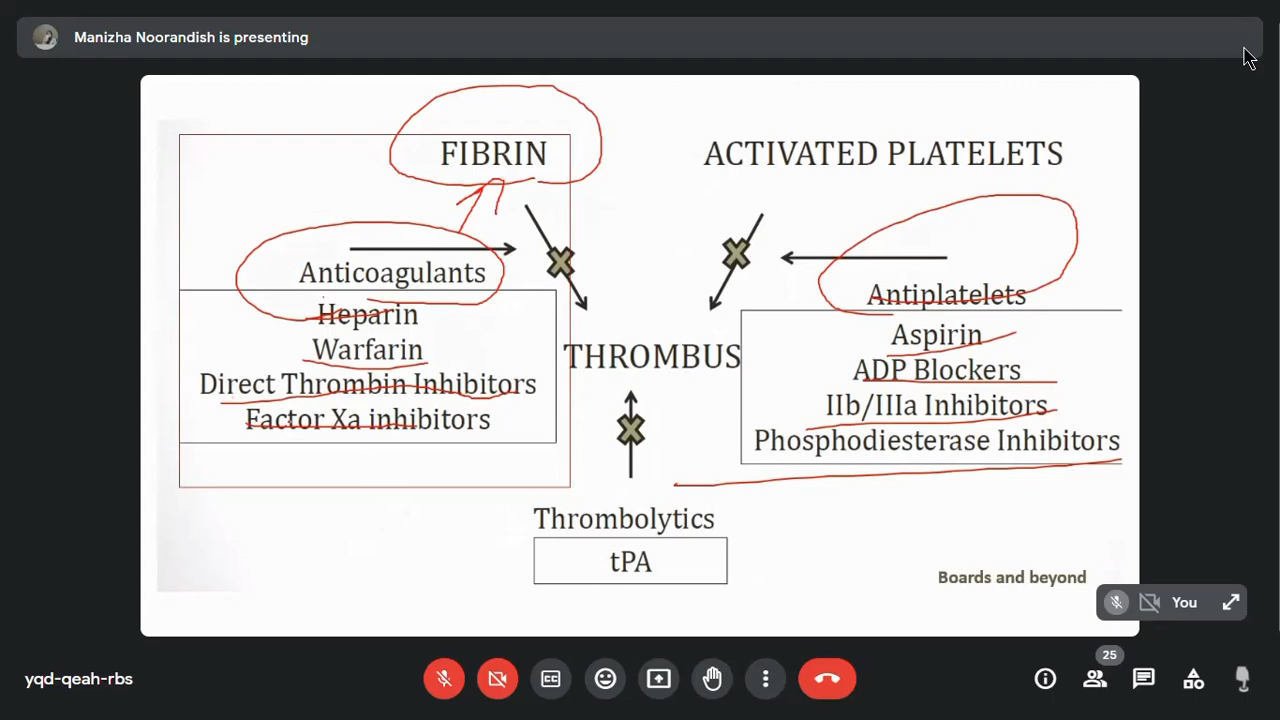 Manizha Noorandish is presenting
FIBRIN
ACTIVATED PLATELETS
Anticoagulants
Heparin
Warfarin
Direct Thrombin Inhibitors
Factor Xa inhibitors
THROMBUS
Antiplatelets
Aspirin
ADP Blockers
IIb/IIIa Inhibitors
Phosphodiesterase Inhibitors
Thrombolytics
tPA
Boards and beyond
You
25
yqd-qeah-rbs